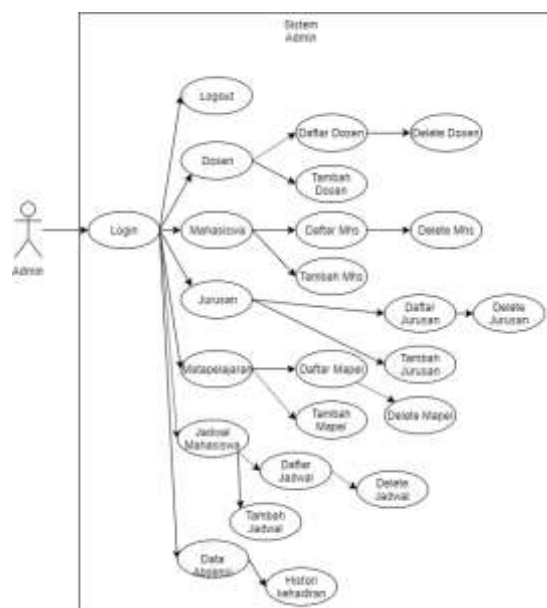 Sistem
Admin
Logout
Daftar Dosen
Delete Dosen
Dosen
Tambah
Dosan
Login
Mahasiswa
Daftar Mhs
Delete Mhs
Admin
Tambah Mhs
Jurusan
Daftar
Jurusan
Delete
Jurusan
Tambah
Jurusan
Matapelajaran
Daftar Mapel
Tambah
Mapel
Delete Mapel
Jadwal
Mahasiswa
Daftar
Jadwal
Delete
Jadwal
Tambah
Jadwal
Data
Absensi
Histori
kehadiran